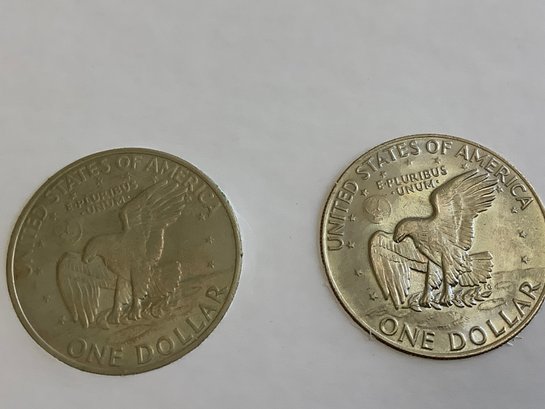 UNITED STATES OF AMERICA
E·PLURIBUS
·UNUM·
ONE DOLLAR
UNITED STATES OF AMERICA
E·PLURIBUS
·UNUM·
ONE DOLLAR